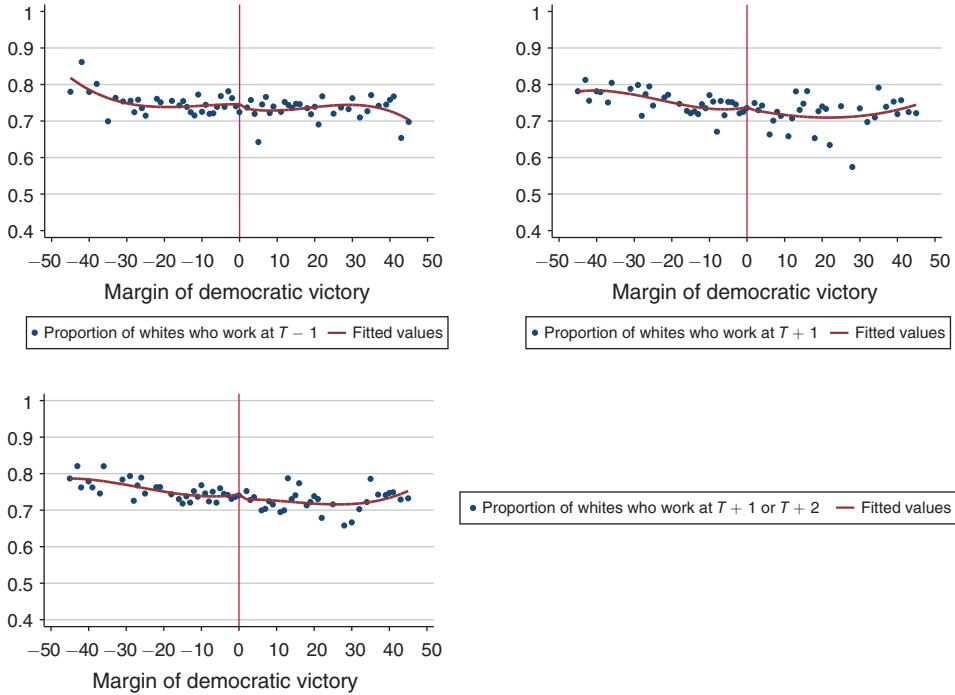 1
0.9
0.8
0.7
0.6
0.5
0.4
−50 −40 −30 −20 −10 0 10 20 30 40 50
Margin of democratic victory
Proportion of whites who work at T − 1 Fitted values
1
0.9
0.8
0.7
0.6
0.5
0.4
−50 −40 −30 −20 −10 0 10 20 30 40 50
Margin of democratic victory
Proportion of whites who work at T + 1 Fitted values
1
0.9
0.8
0.7
0.6
0.5
0.4
−50 −40 −30 −20 −10 0 10 20 30 40 50
Margin of democratic victory
Proportion of whites who work at T + 1 or T + 2 Fitted values